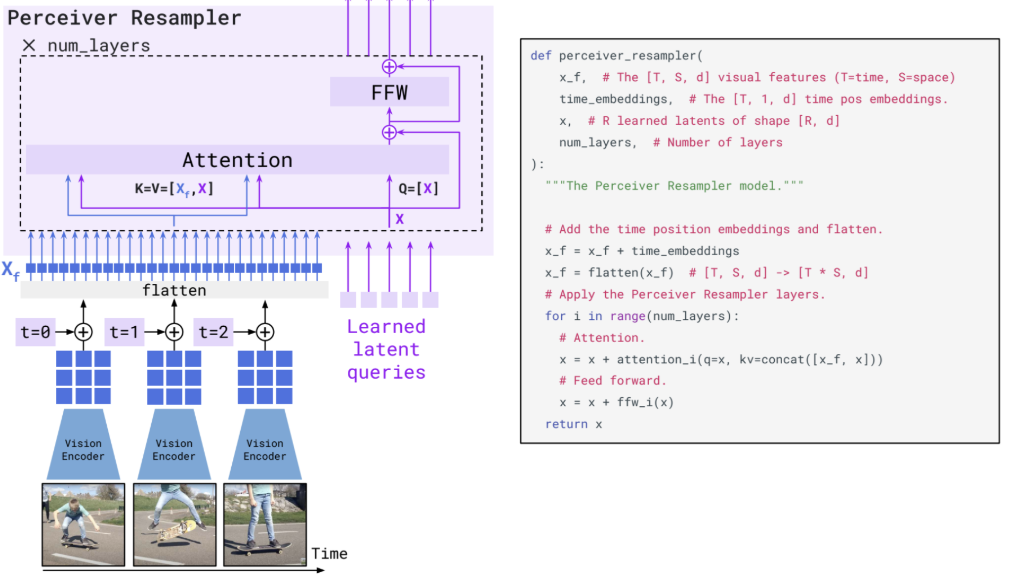 Perceiver Resampler
× num_layers
FFW
Attention
K=V=[Xf,X]
Q=[X]
X
Xf
flatten
t=0
t=1
t=2
Learned
latent
queries
Vision
Encoder
Vision
Encoder
Vision
Encoder
Time
def perceiver_resampler(
    x_f,  # The [T, S, d] visual features (T=time, S=space)
    time_embeddings,  # The [T, 1, d] time pos embeddings.
    x,  # R learned latents of shape [R, d]
    num_layers,  # Number of layers
):
  """The Perceiver Resampler model."""
  # Add the time position embeddings and flatten.
  x_f = x_f + time_embeddings
  x_f = flatten(x_f)  # [T, S, d] -> [T * S, d]
  # Apply the Perceiver Resampler layers.
  for i in range(num_layers):
    # Attention.
    x = x + attention_i(q=x, kv=concat([x_f, x]))
    # Feed forward.
    x = x + ffw_i(x)
  return x